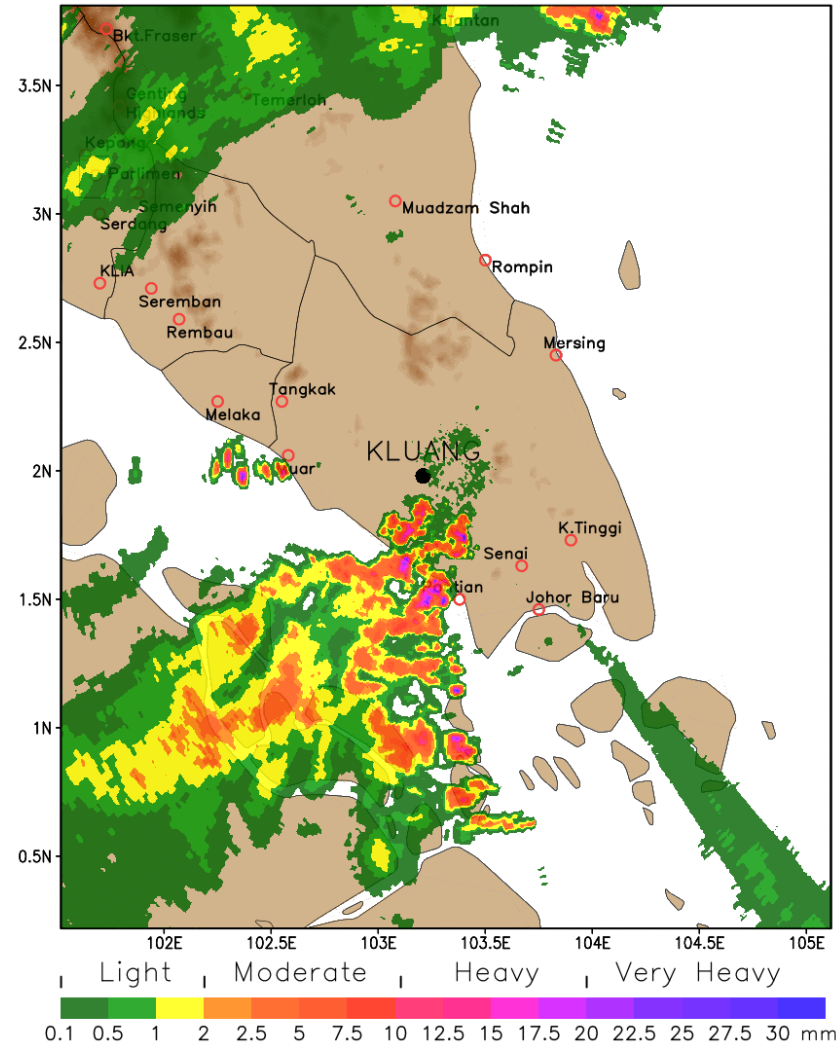 K.Tantan
Bkt.Fraser
3.5N
Genting
Temerloh
Highlands
Kepong
Parlimen
Muadzam Shah
Semenyih
3N
Serdang
KLIA
Rompin
Seremban
Rembau
2.5N
Mersing
Tangkak
Melaka
KLUANG
2N
K.Tinggi
Senai
1.5N
Johor Baru
1N
0.5N
102E 102.5E 103E 103.5E 104E 104.5E 105E
Light Moderate Heavy Very Heavy
0.1 0.5 1 2 2.5 5 7.5 10 12.5 15 17.5 20 22.5 25 27.5 30 mm